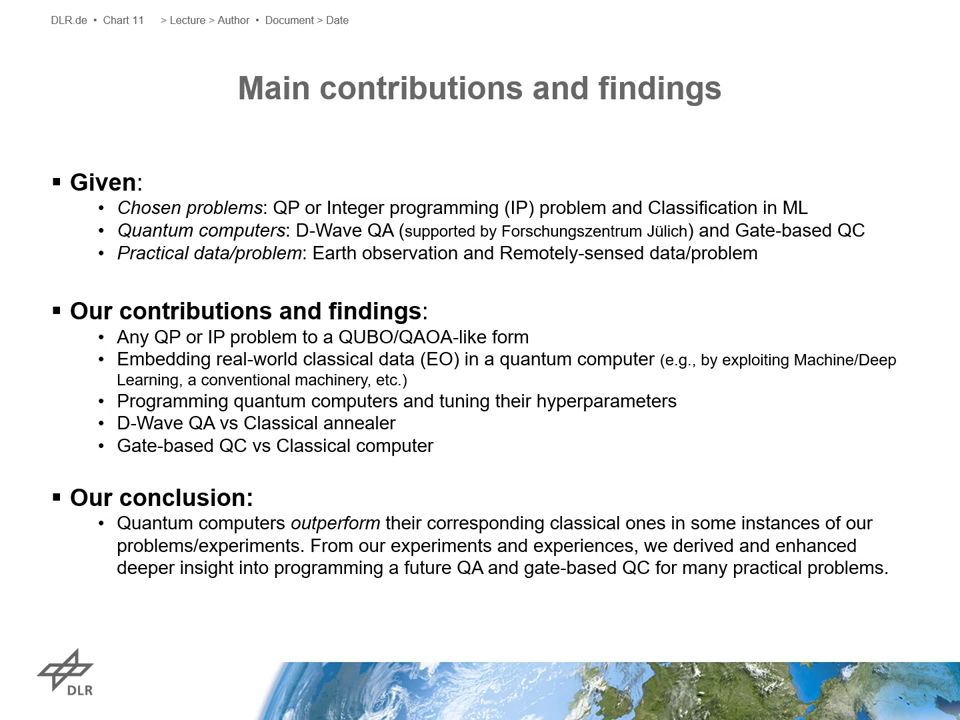 DLR.de • Chart 11 > Lecture > Author • Document > Date
Main contributions and findings
▪ Given:
• Chosen problems: QP or Integer programming (IP) problem and Classification in ML
• Quantum computers: D-Wave QA (supported by Forschungszentrum Jülich) and Gate-based QC
• Practical data/problem: Earth observation and Remotely-sensed data/problem
▪ Our contributions and findings:
• Any QP or IP problem to a QUBO/QAOA-like form
• Embedding real-world classical data (EO) in a quantum computer (e.g., by exploiting Machine/Deep
Learning, a conventional machinery, etc.)
• Programming quantum computers and tuning their hyperparameters
• D-Wave QA vs Classical annealer
• Gate-based QC vs Classical computer
▪ Our conclusion:
• Quantum computers outperform their corresponding classical ones in some instances of our
problems/experiments. From our experiments and experiences, we derived and enhanced
deeper insight into programming a future QA and gate-based QC for many practical problems.
DLR